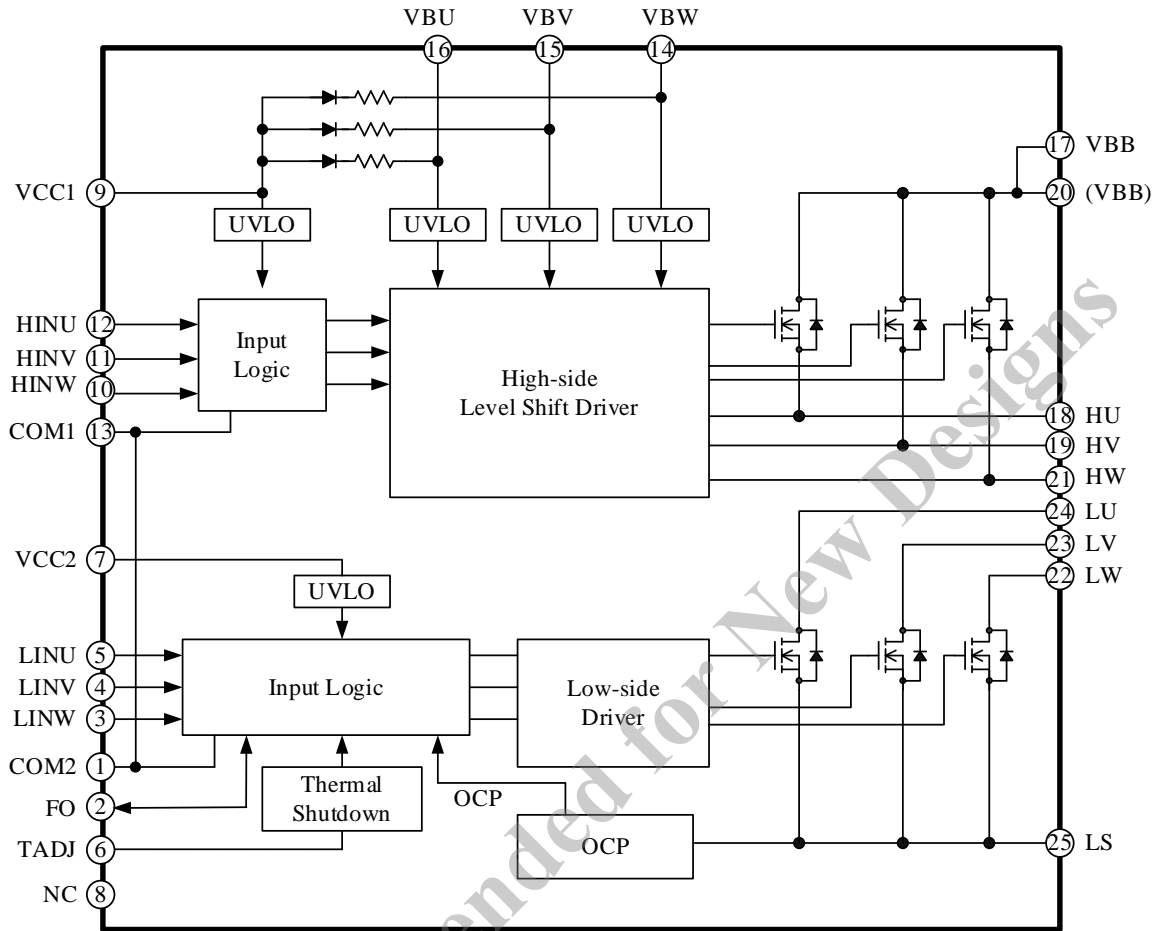 VBU VBV VBW
16 15 14
17 VBB
VCC1 9
20 (VBB)
UVLO UVLO UVLO UVLO
HINU 12
HINV 11
HINW 10
COM1 13
Input
Logic
High-side
Level Shift Driver
18 HU
19 HV
21 HW
24 LU
23 LV
22 LW
VCC2 7
UVLO
LINU 5
LINV 4
LINW 3
COM2 1
FO 2
TADJ 6
NC 8
Input Logic
Low-side
Driver
Thermal
Shutdown
OCP
OCP
25 LS
ended for New Designs